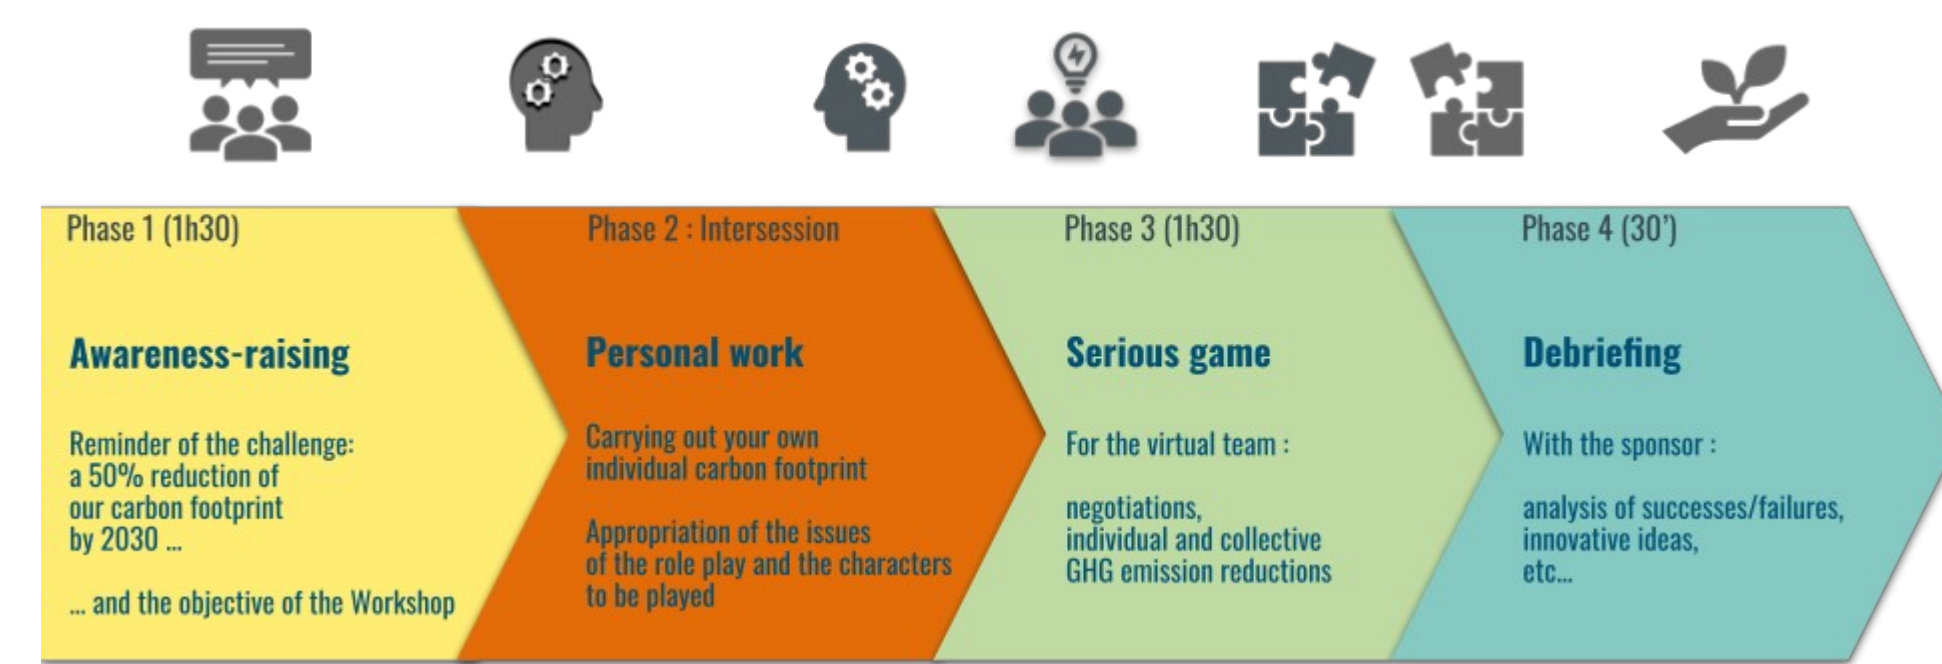 Phase 1 (1h30)
Awareness-raising
Reminder of the challenge:
a 50% reduction of
our carbon footprint
by 2030 ...
... and the objective of the Workshop
Phase 2 : Intersession
Personal work
Carrying out your own
individual carbon footprint
Appropriation of the issues
of the role play and the characters
to be played
Phase 3 (1h30)
Serious game
For the virtual team :
negotiations,
individual and collective
GHG emission reductions
Phase 4 (30’)
Debriefing
With the sponsor :
analysis of successes/failures,
innovative ideas,
etc...